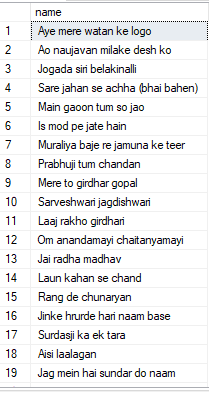 name
1 Aye mere watan ke logo
2 Ao naujavan milake desh ko
3 Jogada siri belakinalli
4 Sare jahan se achha (bhai bahen)
5 Main gaoon tum so jao
6 Is mod pe jate hain
7 Muraliya baje re jamuna ke teer
8 Prabhuji tum chandan
9 Mere to girdhar gopal
10 Sarveshwari jagdishwari
11 Laaj rakho girdhari
12 Om anandamayi chaitanyamayi
13 Jai radha madhav
14 Laun kahan se chand
15 Rang de chunaryan
16 Jinke hrurde hari naam base
17 Surdasji ka ek tara
18 Aisi laalagan
19 Jag mein hai sundar do naam